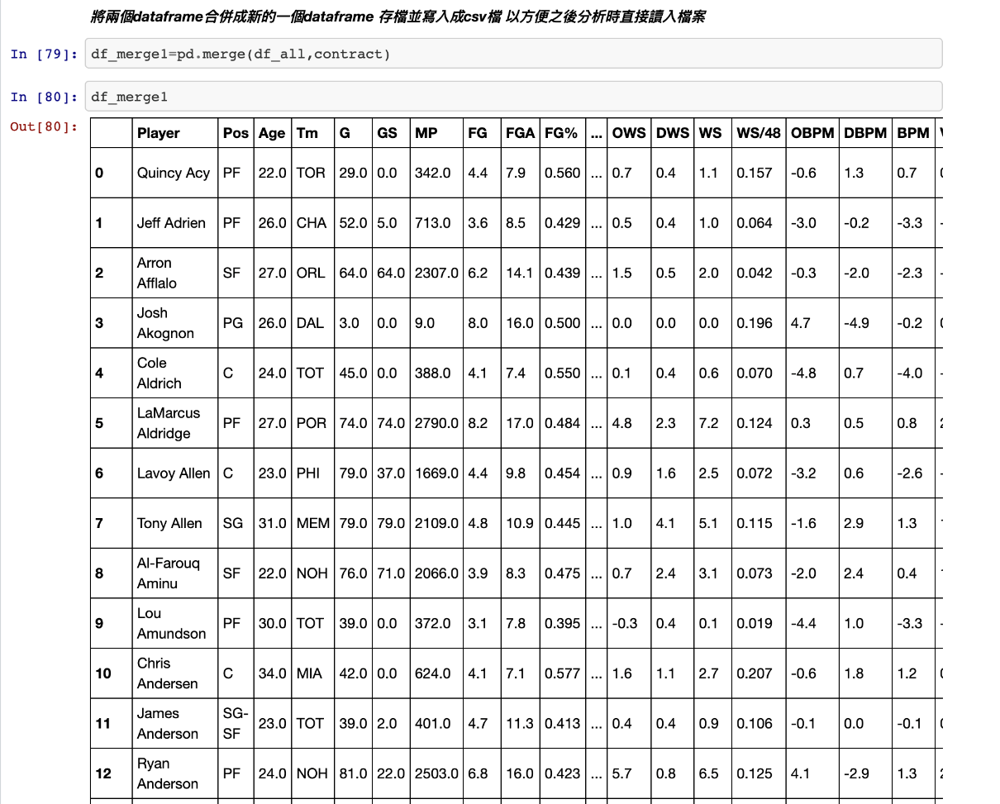 將兩個dataframe合併成新的一個dataframe 存檔並寫入成csv檔 以方便之後分析時直接讀入檔案
In [79]: df_merge1=pd.merge(df_all,contract)
In [80]: df_merge1
Out[80]:
Player Pos Age Tm G GS MP FG FGA FG% ... OWS DWS WS WS/48 OBPM DBPM BPM
0 Quincy Acy PF 22.0 TOR 29.0 0.0 342.0 4.4 7.9 0.560 ... 0.7 0.4 1.1 0.157 -0.6 1.3 0.7
1 Jeff Adrien PF 26.0 CHA 52.0 5.0 713.0 3.6 8.5 0.429 ... 0.5 0.4 1.0 0.064 -3.0 -0.2 -3.3
2 Arron Afflalo SF 27.0 ORL 64.0 64.0 2307.0 6.2 14.1 0.439 ... 1.5 0.5 2.0 0.042 -0.3 -2.0 -2.3
3 Josh Akognon PG 26.0 DAL 3.0 0.0 9.0 8.0 16.0 0.500 ... 0.0 0.0 0.0 0.196 4.7 -4.9 -0.2
4 Cole Aldrich C 24.0 TOT 45.0 0.0 388.0 4.1 7.4 0.550 ... 0.1 0.4 0.6 0.070 -4.8 0.7 -4.0
5 LaMarcus Aldridge PF 27.0 POR 74.0 74.0 2790.0 8.2 17.0 0.484 ... 4.8 2.3 7.2 0.124 0.3 0.5 0.8
6 Lavoy Allen C 23.0 PHI 79.0 37.0 1669.0 4.4 9.8 0.454 ... 0.9 1.6 2.5 0.072 -3.2 0.6 -2.6
7 Tony Allen SG 31.0 MEM 79.0 79.0 2109.0 4.8 10.9 0.445 ... 1.0 4.1 5.1 0.115 -1.6 2.9 1.3
8 Al-Farouq Aminu SF 22.0 NOH 76.0 71.0 2066.0 3.9 8.3 0.475 ... 0.7 2.4 3.1 0.073 -2.0 2.4 0.4
9 Lou Amundson PF 30.0 TOT 39.0 0.0 372.0 3.1 7.8 0.395 ... -0.3 0.4 0.1 0.019 -4.4 1.0 -3.3
10 Chris Andersen C 34.0 MIA 42.0 0.0 624.0 4.1 7.1 0.577 ... 1.6 1.1 2.7 0.207 -0.6 1.8 1.2
11 James Anderson SG-SF 23.0 TOT 39.0 2.0 401.0 4.7 11.3 0.413 ... 0.4 0.4 0.9 0.106 -0.1 0.0 -0.1
12 Ryan Anderson PF 24.0 NOH 81.0 22.0 2503.0 6.8 16.0 0.423 ... 5.7 0.8 6.5 0.125 4.1 -2.9 1.3